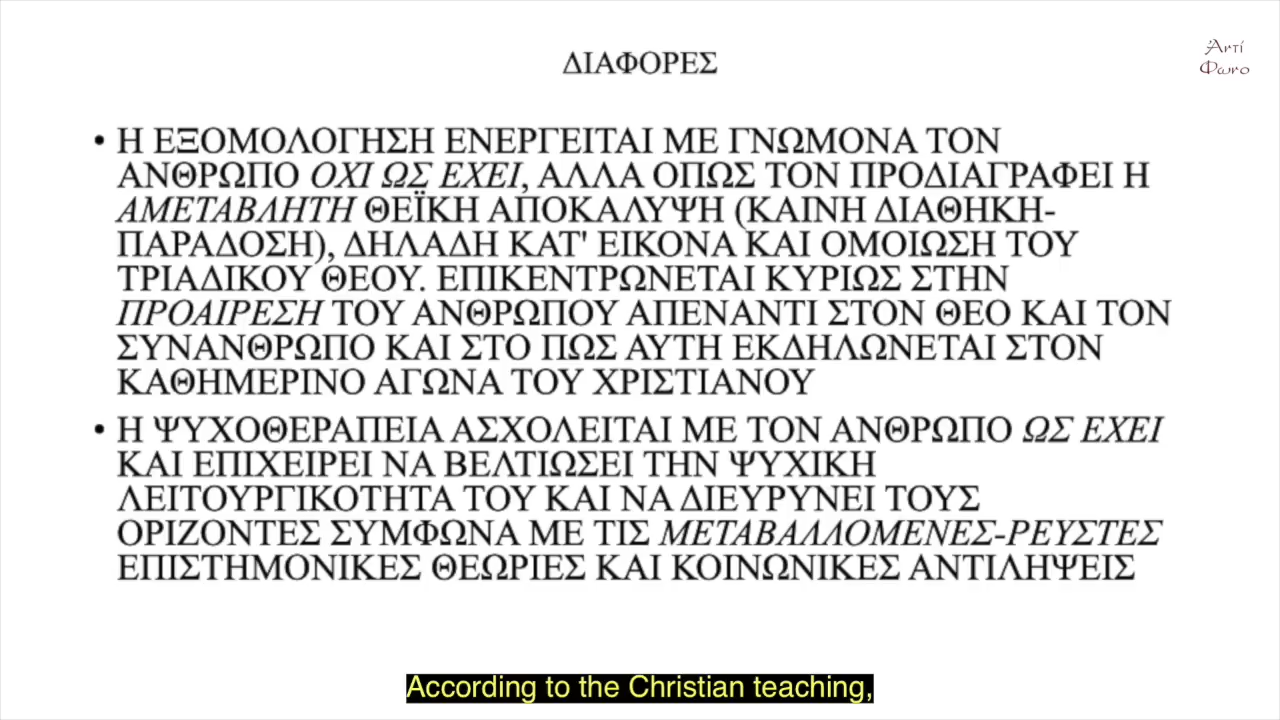 ΔΙΑΦΟΡΕΣ
Ἀντί
Φωνο
• Η ΕΞΟΜΟΛΟΓΗΣΗ ΕΝΕΡΓΕΙΤΑΙ ΜΕ ΓΝΩΜΟΝΑ ΤΟΝ
ΑΝΘΡΩΠΟ ΟΧΙ ΩΣ ΕΧΕΙ, ΑΛΛΑ ΟΠΩΣ ΤΟΝ ΠΡΟΔΙΑΓΡΑΦΕΙ Η
ΑΜΕΤΑΒΛΗΤΗ ΘΕΪΚΗ ΑΠΟΚΑΛΥΨΗ (ΚΑΙΝΗ ΔΙΑΘΗΚΗ-
ΠΑΡΑΔΟΣΗ), ΔΗΛΑΔΗ ΚΑΤ' ΕΙΚΟΝΑ ΚΑΙ ΟΜΟΙΩΣΗ ΤΟΥ
ΤΡΙΑΔΙΚΟΥ ΘΕΟΥ. ΕΠΙΚΕΝΤΡΩΝΕΤΑΙ ΚΥΡΙΩΣ ΣΤΗΝ
ΠΡΟΑΙΡΕΣΗ ΤΟΥ ΑΝΘΡΩΠΟΥ ΑΠΕΝΑΝΤΙ ΣΤΟΝ ΘΕΟ ΚΑΙ ΤΟΝ
ΣΥΝΑΝΘΡΩΠΟ ΚΑΙ ΣΤΟ ΠΩΣ ΑΥΤΗ ΕΚΔΗΛΩΝΕΤΑΙ ΣΤΟΝ
ΚΑΘΗΜΕΡΙΝΟ ΑΓΩΝΑ ΤΟΥ ΧΡΙΣΤΙΑΝΟΥ
• Η ΨΥΧΟΘΕΡΑΠΕΙΑ ΑΣΧΟΛΕΙΤΑΙ ΜΕ ΤΟΝ ΑΝΘΡΩΠΟ ΩΣ ΕΧΕΙ
ΚΑΙ ΕΠΙΧΕΙΡΕΙ ΝΑ ΒΕΛΤΙΩΣΕΙ ΤΗΝ ΨΥΧΙΚΗ
ΛΕΙΤΟΥΡΓΙΚΟΤΗΤΑ ΤΟΥ ΚΑΙ ΝΑ ΔΙΕΥΡΥΝΕΙ ΤΟΥΣ
ΟΡΙΖΟΝΤΕΣ ΣΥΜΦΩΝΑ ΜΕ ΤΙΣ ΜΕΤΑΒΑΛΛΟΜΕΝΕΣ-ΡΕΥΣΤΕΣ
ΕΠΙΣΤΗΜΟΝΙΚΕΣ ΘΕΩΡΙΕΣ ΚΑΙ ΚΟΙΝΩΝΙΚΕΣ ΑΝΤΙΛΗΨΕΙΣ
According to the Christian teaching,